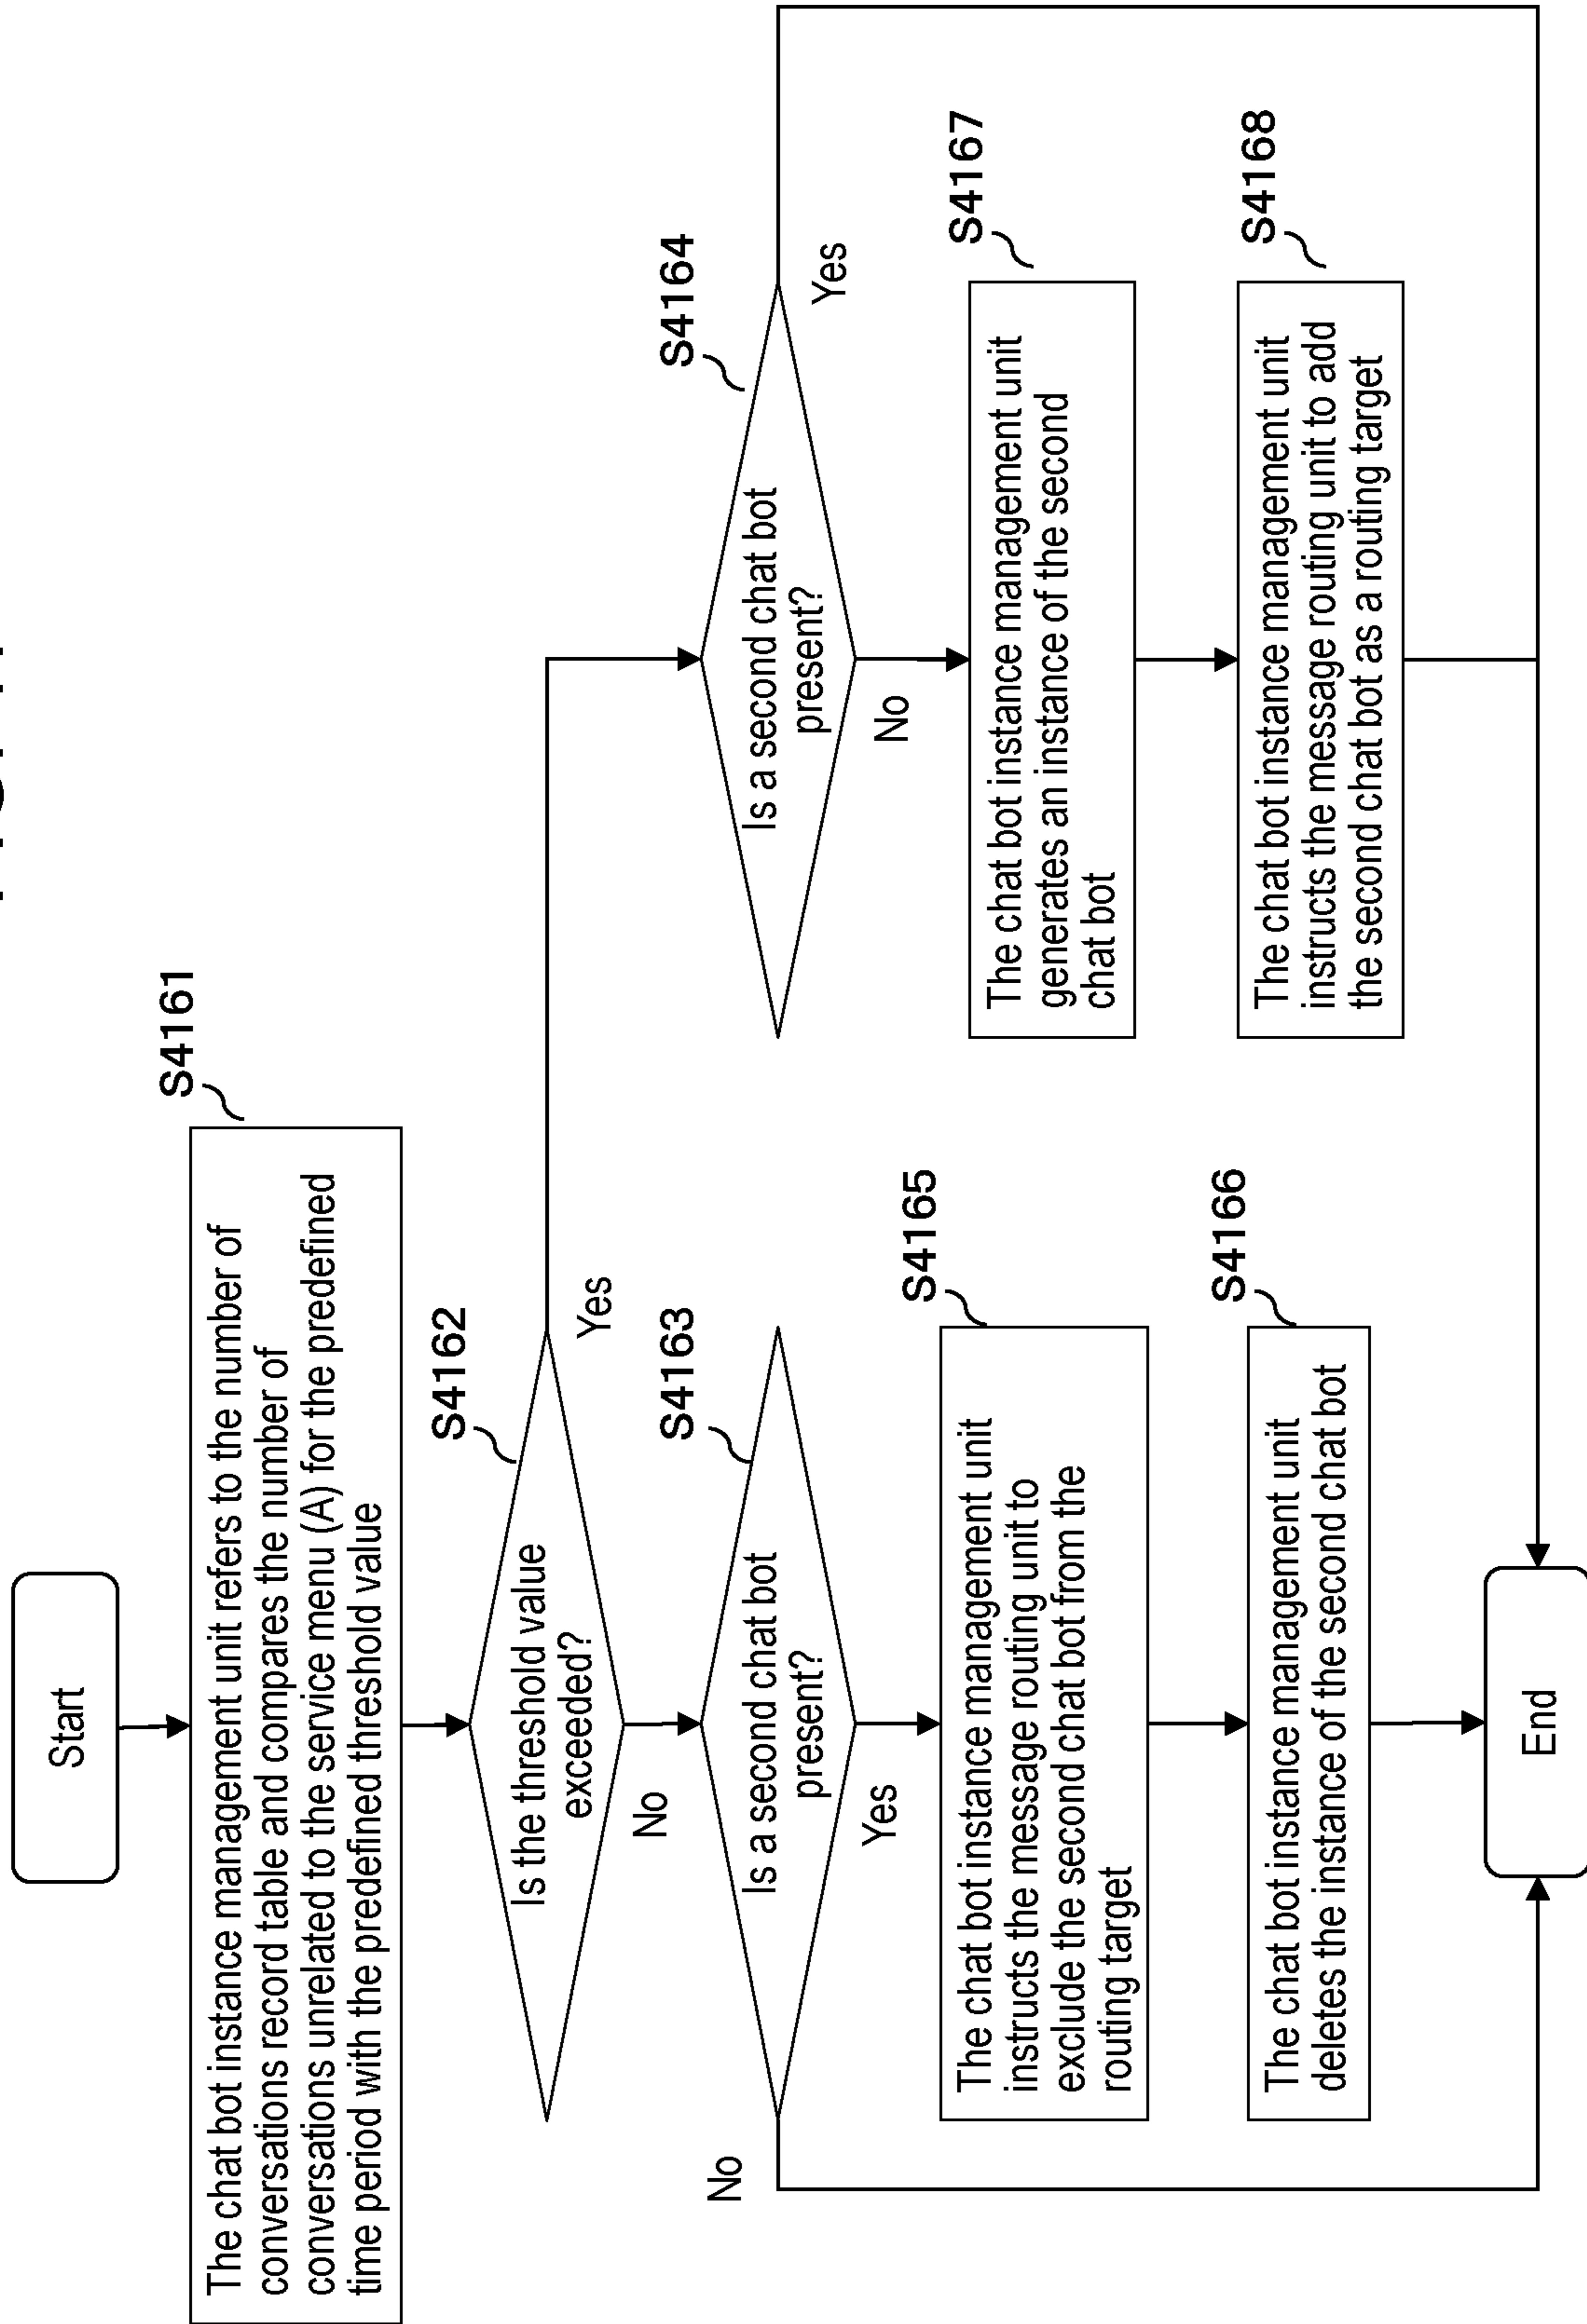 Start
S4161
The chat bot instance management unit refers to the number of
conversations record table and compares the number of
conversations unrelated to the service menu (A) for the predefined
time period with the predefined threshold value
S4162
Is the threshold value
exceeded?
Yes
No
S4163
Is a second chat bot
present?
No
Yes
S4164
Is a second chat bot
present?
Yes
No
S4165
The chat bot instance management unit
instructs the message routing unit to
exclude the second chat bot from the
routing target
S4166
The chat bot instance management unit
deletes the instance of the second chat bot
S4167
The chat bot instance management unit
generates an instance of the second
chat bot
S4168
The chat bot instance management unit
instructs the message routing unit to add
the second chat bot as a routing target
End